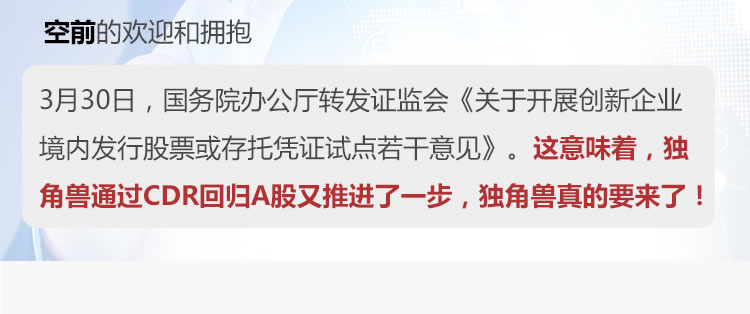 空前的欢迎和拥抱
3月30日，国务院办公厅转发证监会《关于开展创新企业
境内发行股票或存托凭证试点若干意见》。这意味着，独
角兽通过CDR回归A股又推进了一步，独角兽真的要来了！